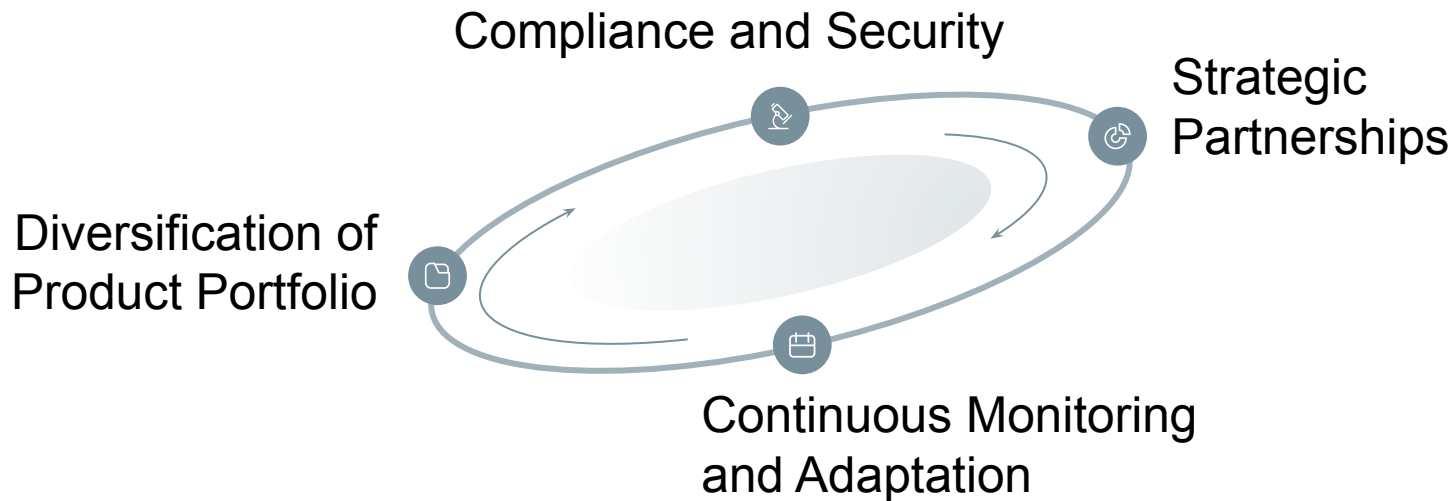 Compliance and Security
Strategic
Partnerships
Diversification of
Product Portfolio
Continuous Monitoring
and Adaptation